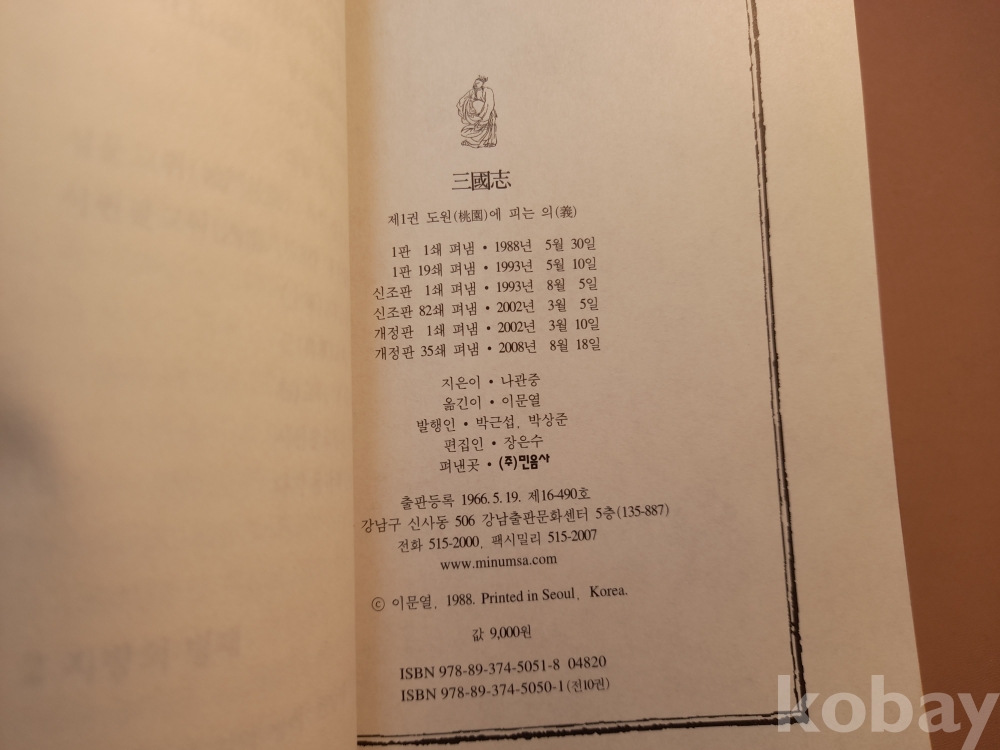 三國志
제1권 도원(桃園)에 피는 의(義)
1판 1쇄 펴냄 • 1988년 5월 30일
1판 19쇄 펴냄 • 1993년 5월 10일
신조판 1쇄 펴냄 • 1993년 8월 5일
신조판 82쇄 펴냄 • 2002년 3월 5일
개정판 1쇄 펴냄 • 2002년 3월 10일
개정판 35쇄 펴냄 • 2008년 8월 18일
지은이 • 나관중
옮긴이 • 이문열
발행인 • 박근섭, 박상준
편집인 • 장은수
펴낸곳 • (주)민음사
출판등록 1966. 5. 19. 제16-490호
강남구 신사동 506 강남출판문화센터 5층(135-887)
전화 515-2000, 팩시밀리 515-2007
www.minumsa.com
ⓒ 이문열, 1988. Printed in Seoul, Korea.
값 9,000원
ISBN 978-89-374-5051-8 04820
ISBN 978-89-374-5050-1 (전10권)
kobay